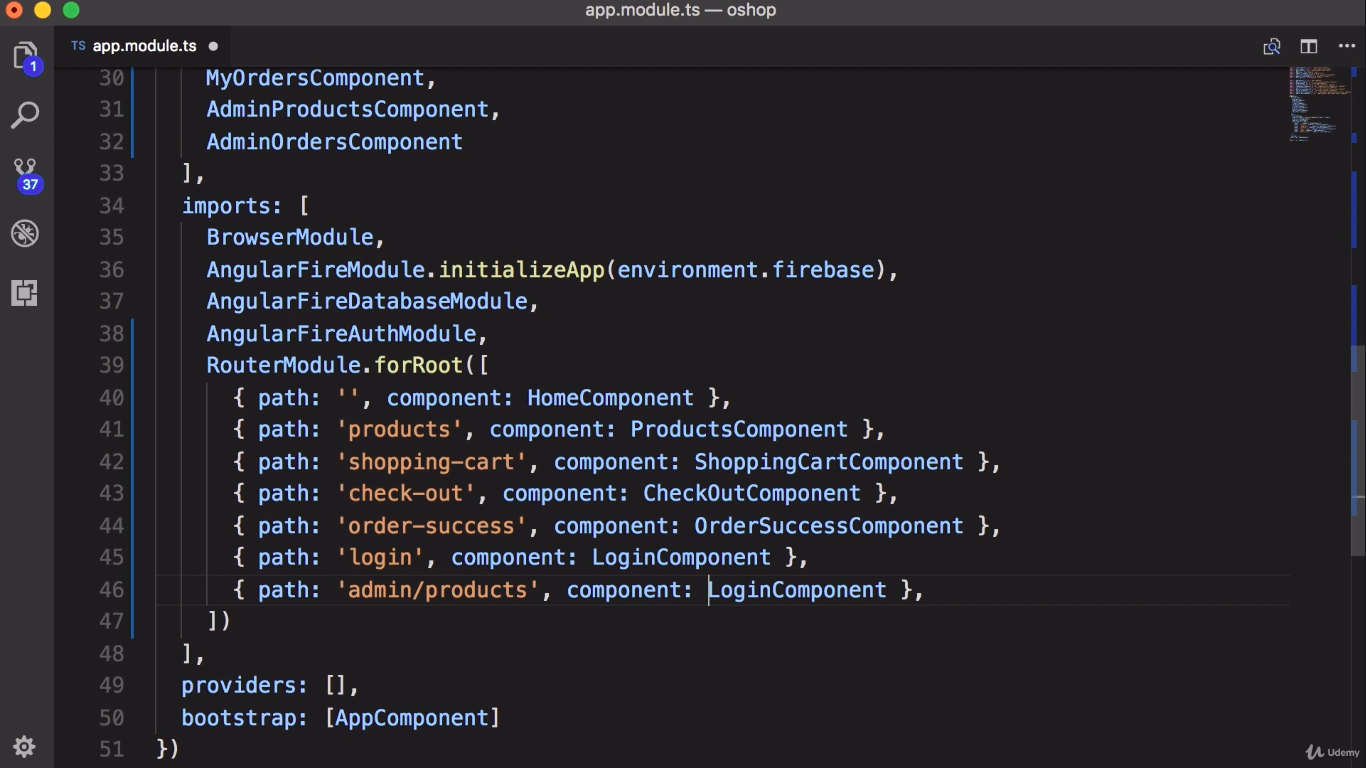 app.module.ts — oshop
TS app.module.ts
1
37
30 MyOrdersComponent,
31 AdminProductsComponent,
32 AdminOrdersComponent
33 ],
34 imports: [
35 BrowserModule,
36 AngularFireModule.initializeApp(environment.firebase),
37 AngularFireDatabaseModule,
38 AngularFireAuthModule,
39 RouterModule.forRoot([
40 { path: '', component: HomeComponent },
41 { path: 'products', component: ProductsComponent },
42 { path: 'shopping-cart', component: ShoppingCartComponent },
43 { path: 'check-out', component: CheckOutComponent },
44 { path: 'order-success', component: OrderSuccessComponent },
45 { path: 'login', component: LoginComponent },
46 { path: 'admin/products', component: LoginComponent },
47 ])
48 ],
49 providers: [],
50 bootstrap: [AppComponent]
51 })
Udemy